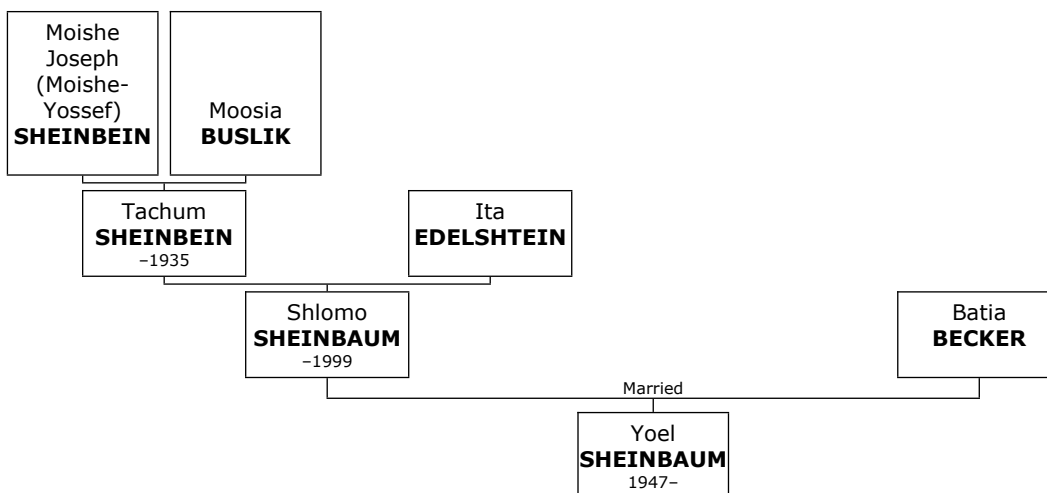 Moishe
Joseph
(Moishe-
Yossef)
SHEINBEIN
Moosia
BUSLIK
Tachum
SHEINBEIN
–1935
Ita
EDELSHTEIN
Shlomo
SHEINBAUM
–1999
Batia
BECKER
Married
Yoel
SHEINBAUM
1947–